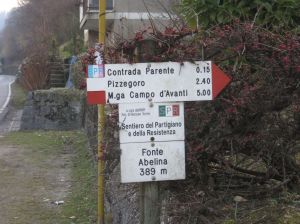 Contrada Parente 0.15
Pizzegoro 2.40
M.ga Campo d'Avanti 5.00
Sentiero del Partigiano
e della Resistenza
Fonte
Abelina
389 m